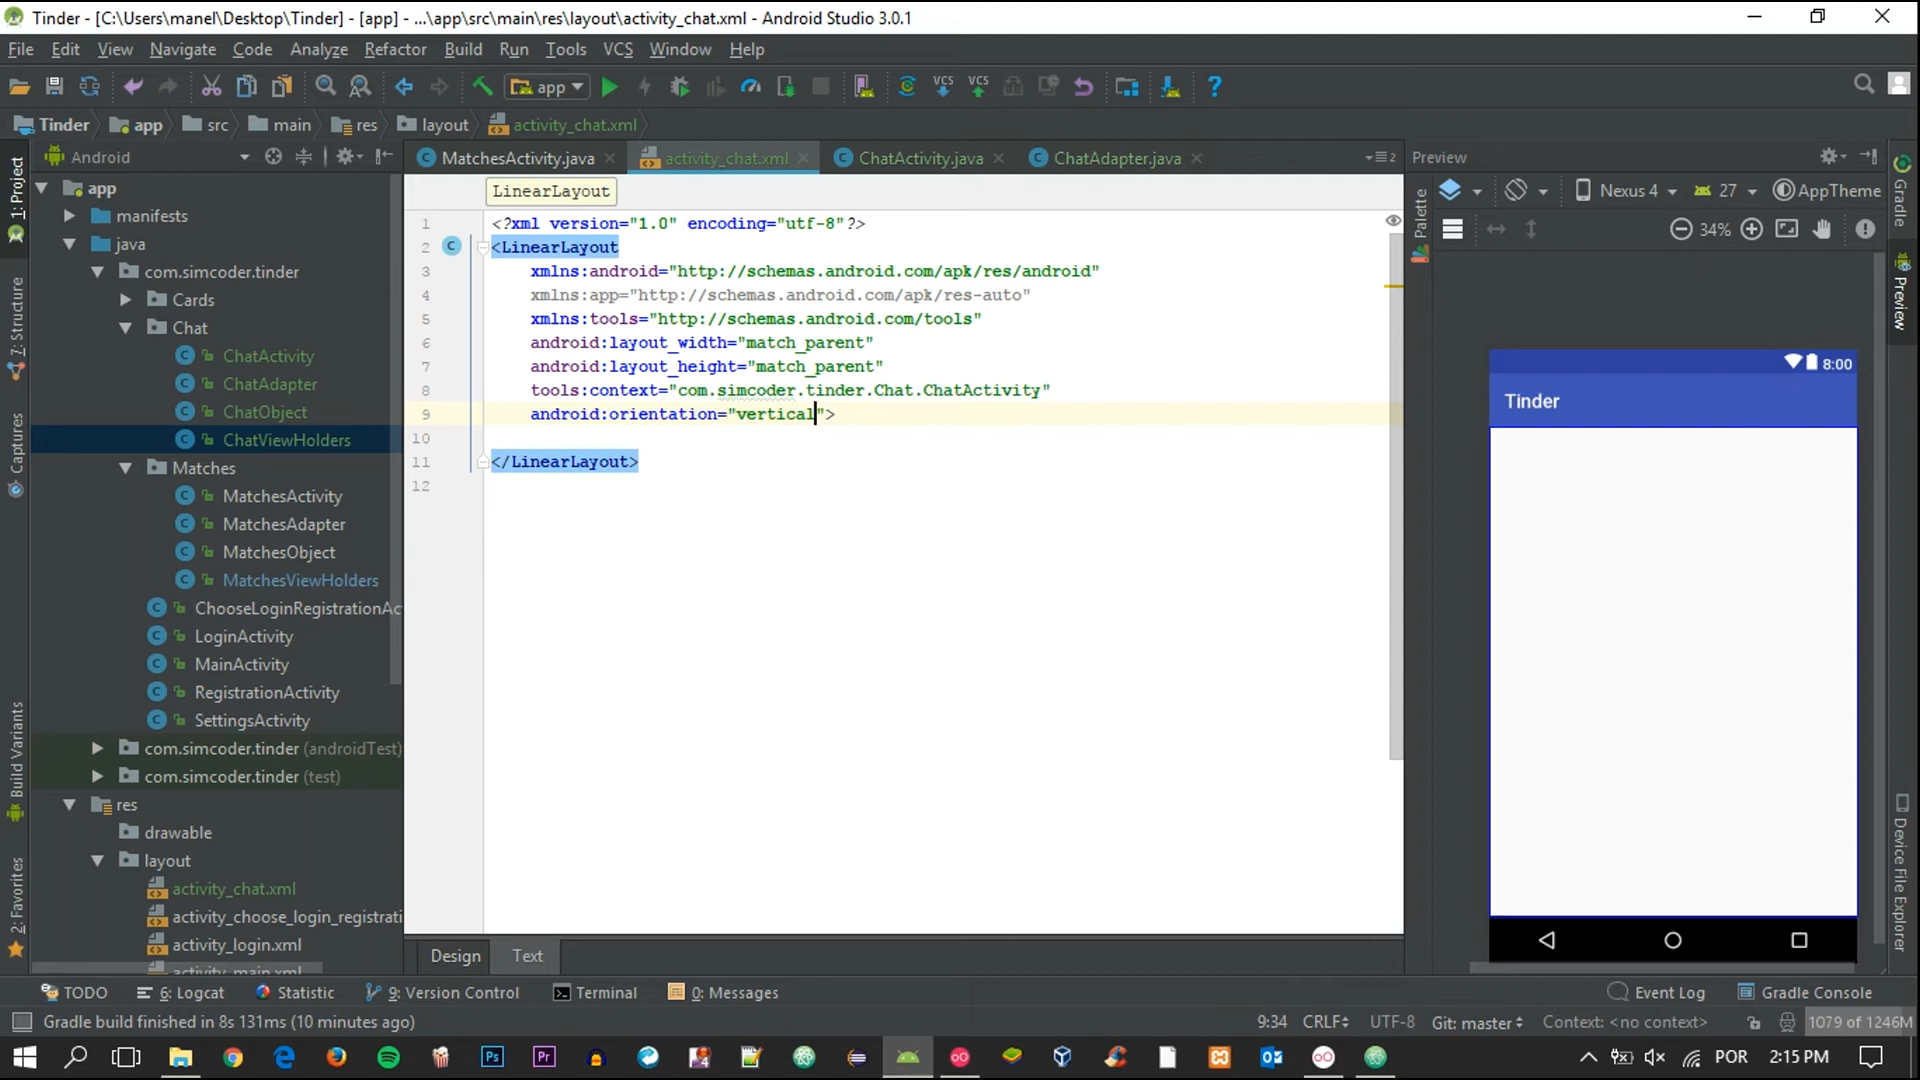 Tinder - [C:\Users\manel\Desktop\Tinder] - [app] - ...\app\src\main\res\layout\activity_chat.xml - Android Studio 3.0.1
File Edit View Navigate Code Analyze Refactor Build Run Tools VCS Window Help
app VCS VCS
Tinder app src main res layout activity_chat.xml
Android
MatchesActivity.java activity_chat.xml ChatActivity.java ChatAdapter.java
2
Preview
LinearLayout
Nexus 4 27 AppTheme
34%
1: Project
7: Structure
Captures
Build Variants
2: Favorites
app
manifests
java
com.simcoder.tinder
Cards
Chat
ChatActivity
ChatAdapter
ChatObject
ChatViewHolders
Matches
MatchesActivity
MatchesAdapter
MatchesObject
MatchesViewHolders
ChooseLoginRegistrationAc
LoginActivity
MainActivity
RegistrationActivity
SettingsActivity
com.simcoder.tinder (androidTest)
com.simcoder.tinder (test)
res
drawable
layout
activity_chat.xml
activity_choose_login_registrati
activity_login.xml
activity_main.xml
1 <?xml version="1.0" encoding="utf-8"?>
2 <LinearLayout
3 xmlns:android="http://schemas.android.com/apk/res/android"
4 xmlns:app="http://schemas.android.com/apk/res-auto"
5 xmlns:tools="http://schemas.android.com/tools"
6 android:layout_width="match_parent"
7 android:layout_height="match_parent"
8 tools:context="com.simcoder.tinder.Chat.ChatActivity"
9 android:orientation="vertical">
10
11 </LinearLayout>
12
Design Text
Palette
8:00
Tinder
Gradle
Preview
Device File Explorer
TODO 6: Logcat Statistic 9: Version Control Terminal 0: Messages Event Log Gradle Console
Gradle build finished in 8s 131ms (10 minutes ago) 9:34 CRLF UTF-8 Git: master Context: <no context> 1079 of 1246M
Ps Pr POR 2:15 PM